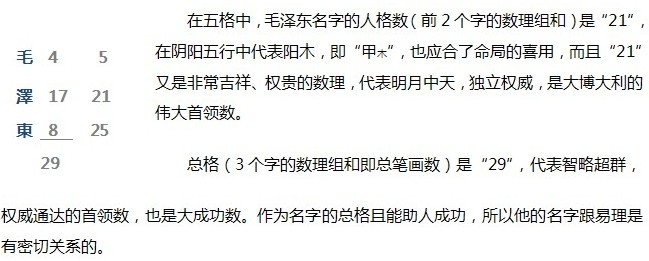 在五格中，毛泽东名字的人格数（前2个字的数理组和）是“21”，
在阴阳五行中代表阳木，即“甲木”，也应合了命局的喜用，而且“21”
又是非常吉祥、权贵的数理，代表明月中天，独立权威，是大博大利的
伟大首领数。
毛 4 5
澤 17 21
東 8 25
29
总格（3个字的数理组和即总笔画数）是“29”，代表智略超群，
权威通达的首领数，也是大成功数。作为名字的总格且能助人成功，所以他的名字跟易理是
有密切关系的。